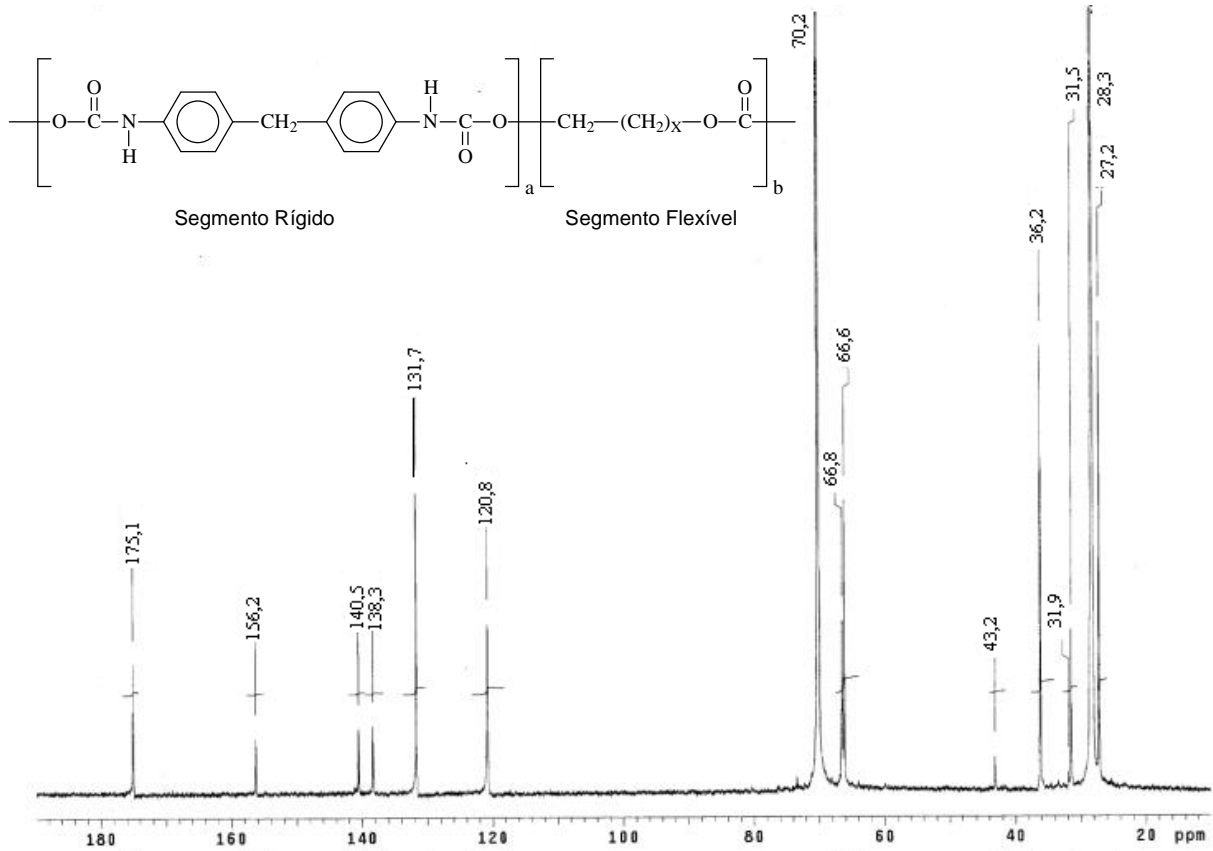 O
C
O
N
H
CH2
H
N
C
O
O
a
CH2
(CH2)X
O
C
O
b
Segmento Rígido
Segmento Flexível
175,1
156,2
140,5
138,3
131,7
120,8
70,2
66,8
66,6
43,2
36,2
31,9
31,5
28,3
27,2
180 160 140 120 100 80 60 40 20 ppm